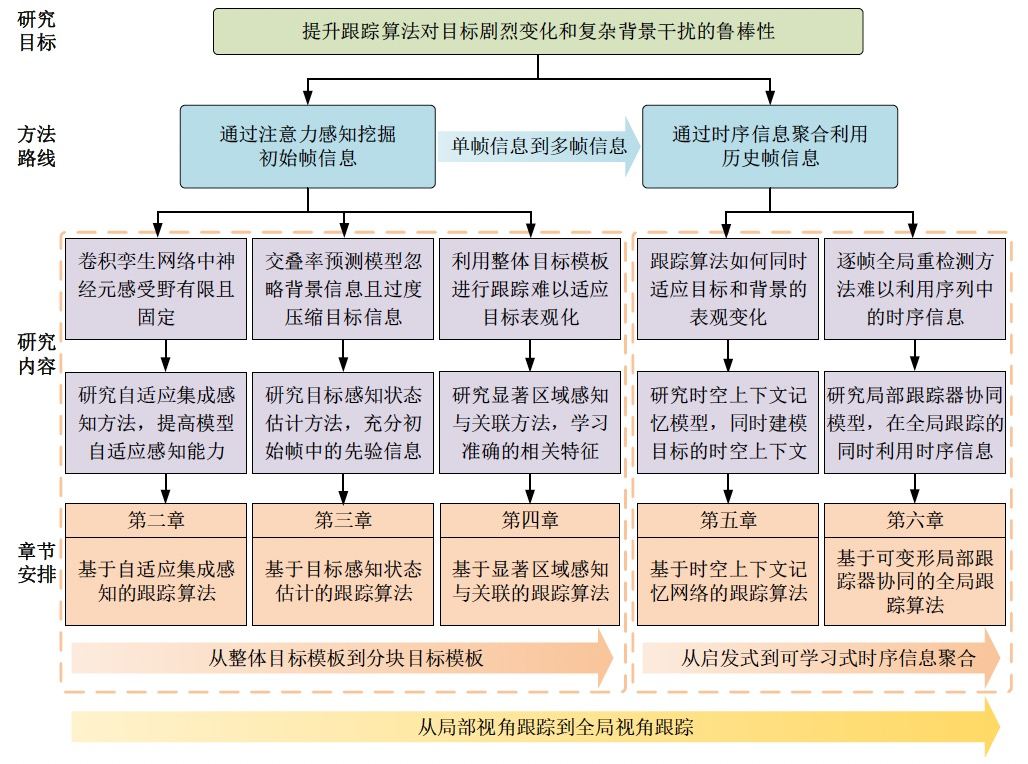 研究
目标
提升跟踪算法对目标剧烈变化和复杂背景干扰的鲁棒性
方法
路线
通过注意力感知挖掘
初始帧信息
单帧信息到多帧信息
通过时序信息聚合利用
历史帧信息
研究
内容
卷积孪生网络中神
经元感受野有限且
固定
交叠率预测模型忽
略背景信息且过度
压缩目标信息
利用整体目标模板
进行跟踪难以适应
目标表观化
跟踪算法如何同时
适应目标和背景的
表观变化
逐帧全局重检测方
法难以利用序列中
的时序信息
研究自适应集成感
知方法，提高模型
自适应感知能力
研究目标感知状态
估计方法，充分初
始帧中的先验信息
研究显著区域感知
与关联方法，学习
准确的相关特征
研究时空上下文记
忆模型，同时建模
目标的时空上下文
研究局部跟踪器协同
模型，在全局跟踪的
同时利用时序信息
章节
安排
第二章
基于自适应集成感
知的跟踪算法
第三章
基于目标感知状态
估计的跟踪算法
第四章
基于显著区域感知
与关联的跟踪算法
第五章
基于时空上下文记
忆网络的跟踪算法
第六章
基于可变形局部跟
踪器协同的全局跟
踪算法
从整体目标模板到分块目标模板
从启发式到可学习式时序信息聚合
从局部视角跟踪到全局视角跟踪